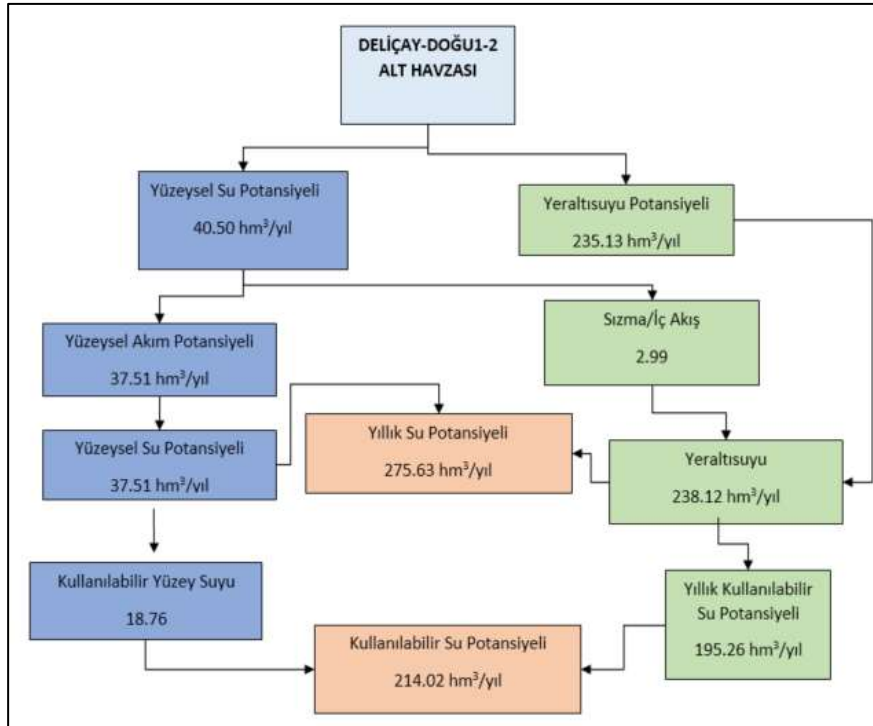 DELİÇAY-DOĞU1-2
ALT HAVZASI
Yüzeysel Su Potansiyeli
40.50 hm³/yıl
Yeraltısuyu Potansiyeli
235.13 hm³/yıl
Yüzeysel Akım Potansiyeli
37.51 hm³/yıl
Sızma/İç Akış
2.99
Yüzeysel Su Potansiyeli
37.51 hm³/yıl
Yıllık Su Potansiyeli
275.63 hm³/yıl
Yeraltısuyu
238.12 hm³/yıl
Kullanılabilir Yüzey Suyu
18.76
Kullanılabilir Su Potansiyeli
214.02 hm³/yıl
Yıllık Kullanılabilir
Su Potansiyeli
195.26 hm³/yıl